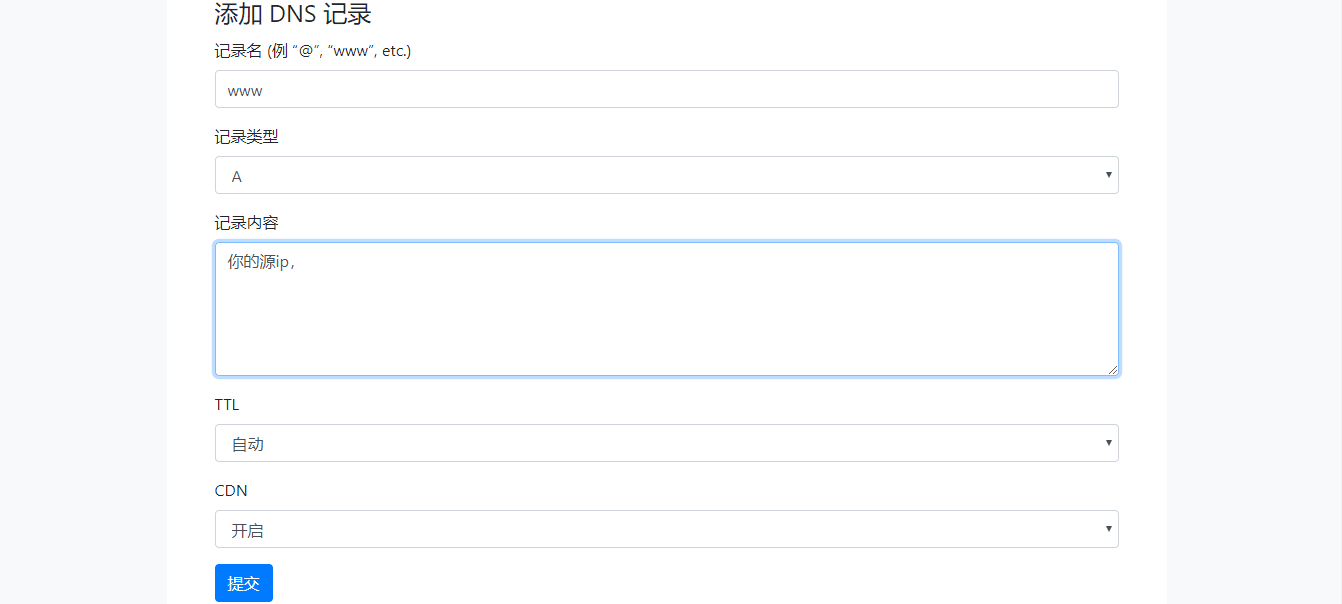 添加 DNS 记录
记录名 (例 “@”, “www”, etc.)
www
记录类型
A
记录内容
你的源ip，
TTL
自动
CDN
开启
提交